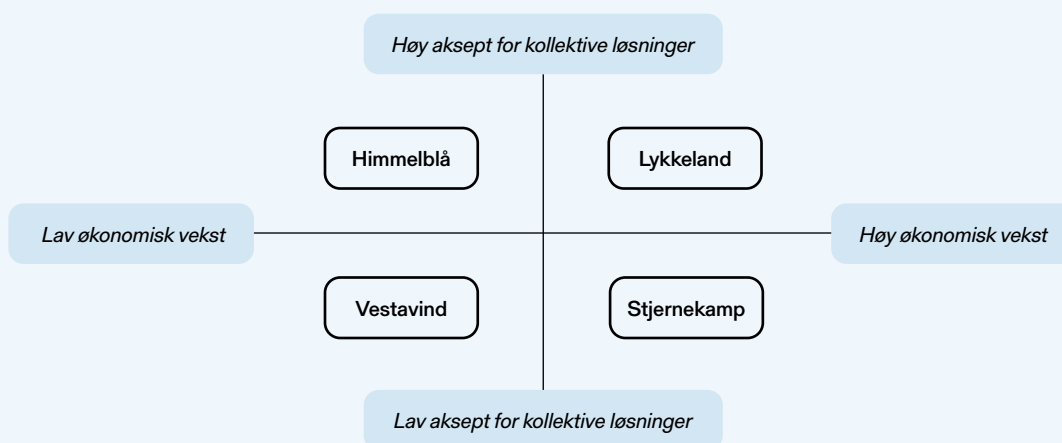 Høy aksept for kollektive løsninger
Himmelblå
Lykkeland
Lav økonomisk vekst
Høy økonomisk vekst
Vestavind
Stjernekamp
Lav aksept for kollektive løsninger